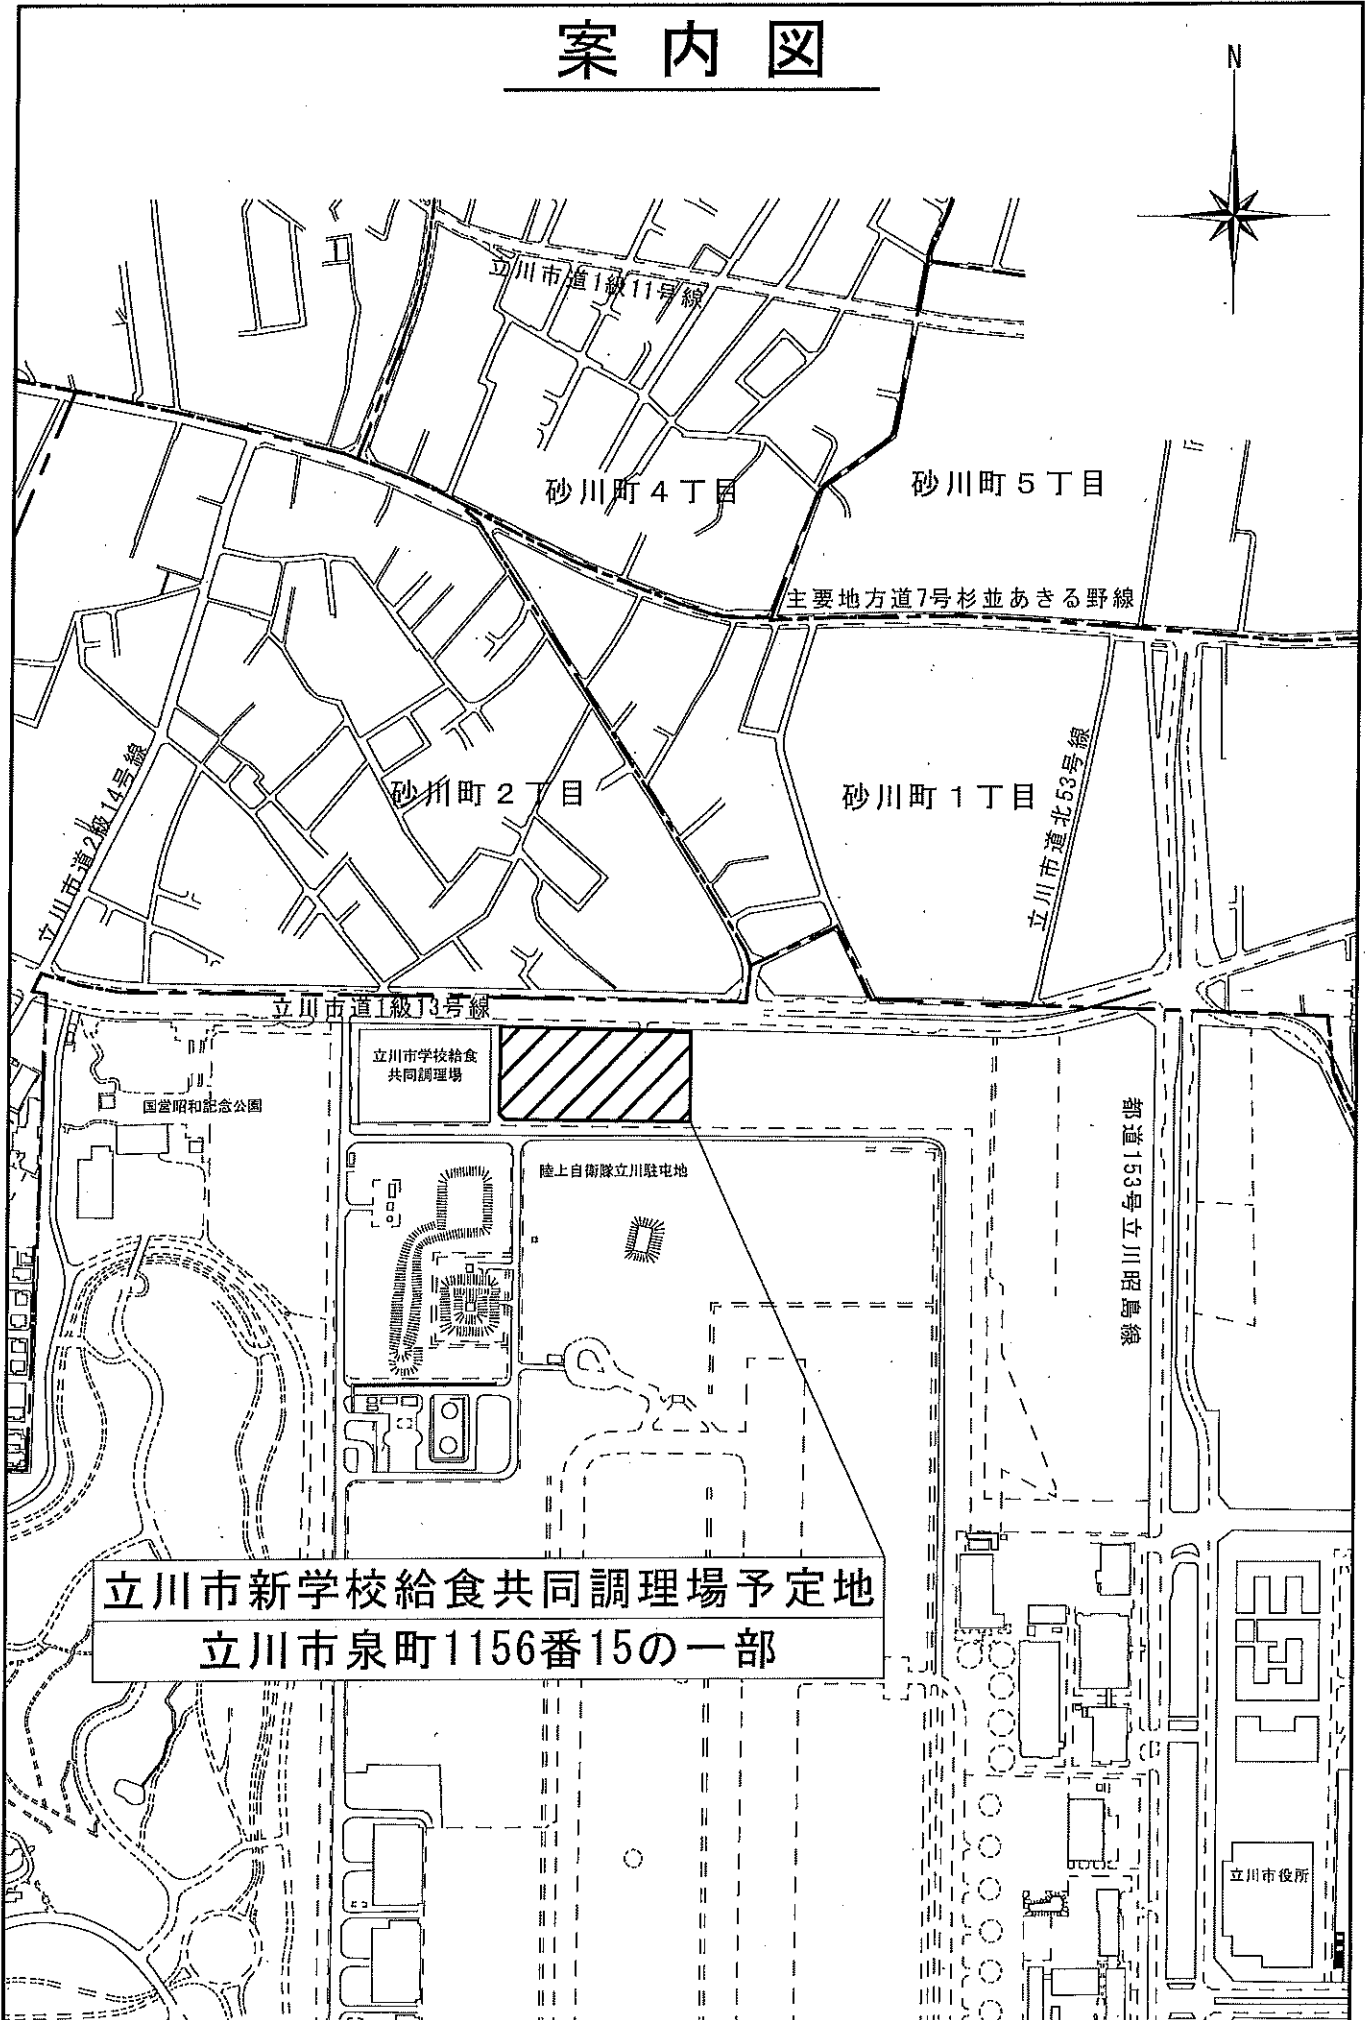 案内図
N
立川市道1級11号線
砂川町4丁目
砂川町5丁目
主要地方道7号杉並あきる野線
立川市道2級14号線
砂川町2丁目
砂川町1丁目
立川市道北53号線
立川市道1級13号線
立川市学校給食
共同調理場
国営昭和記念公園
陸上自衛隊立川駐屯地
都道153号立川昭島線
立川市新学校給食共同調理場予定地
立川市泉町1156番15の一部
立川市役所